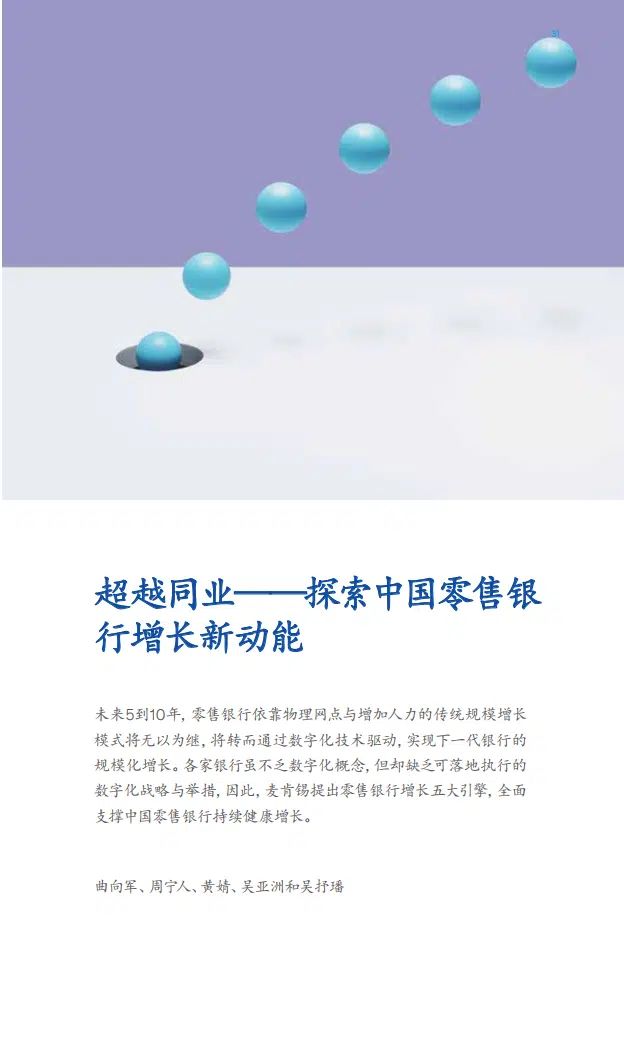 超越同业——探索中国零售银
行增长新动能
未来5到10年，零售银行依靠物理网点与增加人力的传统规模增长
模式将无以为继，将转而通过数字化技术驱动，实现下一代银行的
规模化增长。各家银行虽不乏数字化概念，但却缺乏可落地执行的
数字化战略与举措，因此，麦肯锡提出零售银行增长五大引擎，全面
支撑中国零售银行持续健康增长。
曲向军、周宁人、黄婧、吴亚洲和吴抒璠